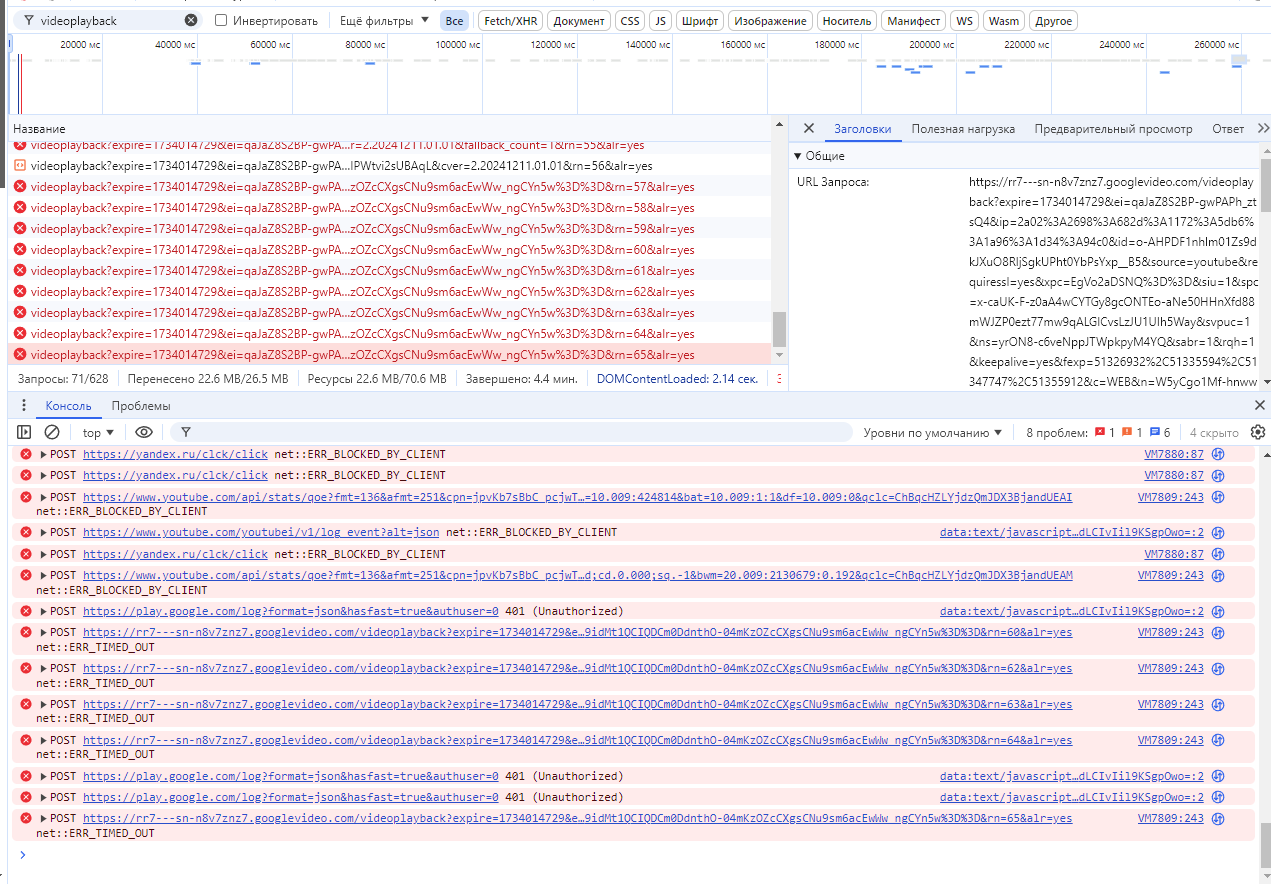 videoplayback
Инвертировать
Ещё фильтры
Все
Fetch/XHR
Документ
CSS
JS
Шрифт
Изображение
Носитель
Манифест
WS
Wasm
Другое
20000 мс
40000 мс
60000 мс
80000 мс
100000 мс
120000 мс
140000 мс
160000 мс
180000 мс
200000 мс
220000 мс
240000 мс
260000 мс
Название
videoplayback?expire=1734014729&ei=qaJaZ8S2BP-gwPA...r=2.20241211.01.01&fallback_count=1&rn=55&alr=yes
videoplayback?expire=1734014729&ei=qaJaZ8S2BP-gwPA...lPWtvi2sUBAqL&cver=2.20241211.01.01&rn=56&alr=yes
videoplayback?expire=1734014729&ei=qaJaZ8S2BP-gwPA...zOZcCXgsCNu9sm6acEwWw_ngCYn5w%3D%3D&rn=57&alr=yes
videoplayback?expire=1734014729&ei=qaJaZ8S2BP-gwPA...zOZcCXgsCNu9sm6acEwWw_ngCYn5w%3D%3D&rn=58&alr=yes
videoplayback?expire=1734014729&ei=qaJaZ8S2BP-gwPA...zOZcCXgsCNu9sm6acEwWw_ngCYn5w%3D%3D&rn=59&alr=yes
videoplayback?expire=1734014729&ei=qaJaZ8S2BP-gwPA...zOZcCXgsCNu9sm6acEwWw_ngCYn5w%3D%3D&rn=60&alr=yes
videoplayback?expire=1734014729&ei=qaJaZ8S2BP-gwPA...zOZcCXgsCNu9sm6acEwWw_ngCYn5w%3D%3D&rn=61&alr=yes
videoplayback?expire=1734014729&ei=qaJaZ8S2BP-gwPA...zOZcCXgsCNu9sm6acEwWw_ngCYn5w%3D%3D&rn=62&alr=yes
videoplayback?expire=1734014729&ei=qaJaZ8S2BP-gwPA...zOZcCXgsCNu9sm6acEwWw_ngCYn5w%3D%3D&rn=63&alr=yes
videoplayback?expire=1734014729&ei=qaJaZ8S2BP-gwPA...zOZcCXgsCNu9sm6acEwWw_ngCYn5w%3D%3D&rn=64&alr=yes
videoplayback?expire=1734014729&ei=qaJaZ8S2BP-gwPA...zOZcCXgsCNu9sm6acEwWw_ngCYn5w%3D%3D&rn=65&alr=yes
Запросы: 71/628
Перенесено 22.6 MB/26.5 MB
Ресурсы 22.6 MB/70.6 MB
Завершено: 4.4 мин.
DOMContentLoaded: 2.14 сек.
Заголовки
Полезная нагрузка
Предварительный просмотр
Ответ
Общие
URL Запроса:
https://rr7---sn-n8v7znz7.googlevideo.com/videoplay
back?expire=1734014729&ei=qaJaZ8S2BP-gwPAPh_zt
sQ4&ip=2a02%3A2698%3A682d%3A1172%3A5db6%
3A1a96%3A1d34%3A94c0&id=o-AHPDF1nhIm01Zs9d
kJXuO8RljSgkUPht0YbPsYxp__B5&source=youtube&re
quiressl=yes&xpc=EgVo2aDSNQ%3D%3D&siu=1&spc
=x-caUK-F-z0aA4wCYTGy8gcONTEo-aNe50HHnXfd88
mWJZP0ezt77mw9qALGlCvsLzJU1UIh5Way&svpuc=1
&ns=yrON8-c6veNppJTWpkpyM4YQ&sabr=1&rqh=1
&keepalive=yes&fexp=51326932%2C51335594%2C51
347747%2C51355912&c=WEB&n=W5yCgo1Mf-hnww
Консоль
Проблемы
top
Уровни по умолчанию
8 проблем: 1 1 6
4 скрыто
POST https://yandex.ru/clck/click net::ERR_BLOCKED_BY_CLIENT VM7880:87
POST https://yandex.ru/clck/click net::ERR_BLOCKED_BY_CLIENT VM7880:87
POST https://www.youtube.com/api/stats/qoe?fmt=136&afmt=251&cpn=jpvKb7sBbC_pcjwT…=10.009:424814&bat=10.009:1:1&df=10.009:0&qclc=ChBqcHZLYjdzQmJDX3BjandUEAI VM7809:243
net::ERR_BLOCKED_BY_CLIENT
POST https://www.youtube.com/youtubei/v1/log_event?alt=json net::ERR_BLOCKED_BY_CLIENT data:text/javascript…dLCIvIil9KSgpOwo=:2
POST https://yandex.ru/clck/click net::ERR_BLOCKED_BY_CLIENT VM7880:87
POST https://www.youtube.com/api/stats/qoe?fmt=136&afmt=251&cpn=jpvKb7sBbC_pcjwT…d;cd.0.000;sq.-1&bwm=20.009:2130679:0.192&qclc=ChBqcHZLYjdzQmJDX3BjandUEAM VM7809:243
net::ERR_BLOCKED_BY_CLIENT
POST https://play.google.com/log?format=json&hasfast=true&authuser=0 401 (Unauthorized) data:text/javascript…dLCIvIil9KSgpOwo=:2
POST https://rr7---sn-n8v7znz7.googlevideo.com/videoplayback?expire=1734014729&e…9idMt1QCIQDCm0DdnthO-04mKzOZcCXgsCNu9sm6acEwWw_ngCYn5w%3D%3D&rn=60&alr=yes VM7809:243
net::ERR_TIMED_OUT
POST https://rr7---sn-n8v7znz7.googlevideo.com/videoplayback?expire=1734014729&e…9idMt1QCIQDCm0DdnthO-04mKzOZcCXgsCNu9sm6acEwWw_ngCYn5w%3D%3D&rn=62&alr=yes VM7809:243
net::ERR_TIMED_OUT
POST https://rr7---sn-n8v7znz7.googlevideo.com/videoplayback?expire=1734014729&e…9idMt1QCIQDCm0DdnthO-04mKzOZcCXgsCNu9sm6acEwWw_ngCYn5w%3D%3D&rn=63&alr=yes VM7809:243
net::ERR_TIMED_OUT
POST https://rr7---sn-n8v7znz7.googlevideo.com/videoplayback?expire=1734014729&e…9idMt1QCIQDCm0DdnthO-04mKzOZcCXgsCNu9sm6acEwWw_ngCYn5w%3D%3D&rn=64&alr=yes VM7809:243
net::ERR_TIMED_OUT
POST https://play.google.com/log?format=json&hasfast=true&authuser=0 401 (Unauthorized) data:text/javascript…dLCIvIil9KSgpOwo=:2
POST https://play.google.com/log?format=json&hasfast=true&authuser=0 401 (Unauthorized) data:text/javascript…dLCIvIil9KSgpOwo=:2
POST https://rr7---sn-n8v7znz7.googlevideo.com/videoplayback?expire=1734014729&e…9idMt1QCIQDCm0DdnthO-04mKzOZcCXgsCNu9sm6acEwWw_ngCYn5w%3D%3D&rn=65&alr=yes VM7809:243
net::ERR_TIMED_OUT